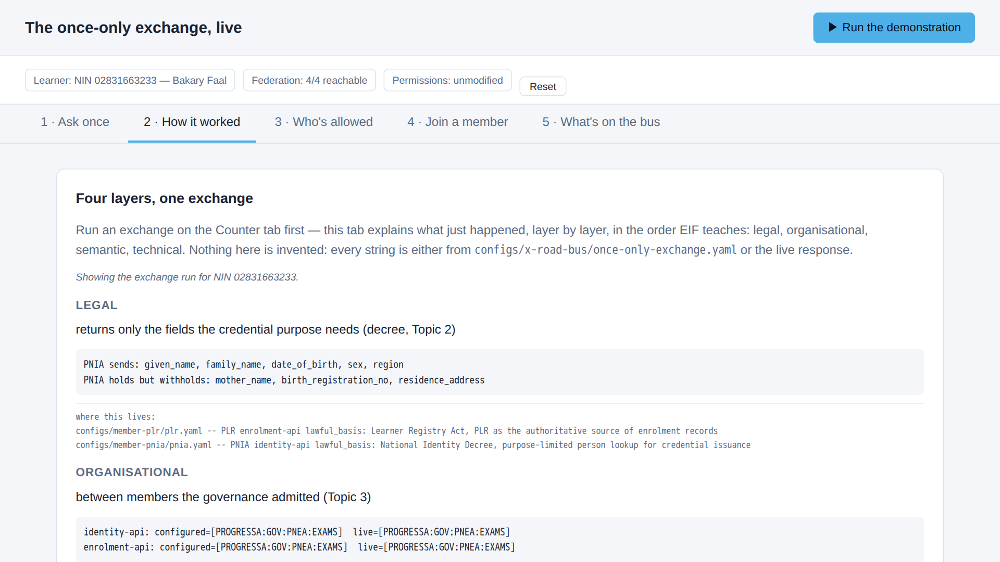 The once-only exchange, live
▶ Run the demonstration
Learner: NIN 02831663233 — Bakary Faal
Federation: 4/4 reachable
Permissions: unmodified
Reset
1 · Ask once
2 · How it worked
3 · Who's allowed
4 · Join a member
5 · What's on the bus
Four layers, one exchange
Run an exchange on the Counter tab first — this tab explains what just happened, layer by layer, in the order EIF teaches: legal, organisational,
semantic, technical. Nothing here is invented: every string is either from configs/x-road-bus/once-only-exchange.yaml or the live response.
Showing the exchange run for NIN 02831663233.
LEGAL
returns only the fields the credential purpose needs (decree, Topic 2)
PNIA sends: given_name, family_name, date_of_birth, sex, region
PNIA holds but withholds: mother_name, birth_registration_no, residence_address
where this lives:
configs/member-plr/plr.yaml -- PLR enrolment-api lawful_basis: Learner Registry Act, PLR as the authoritative source of enrolment records
configs/member-pnia/pnia.yaml -- PNIA identity-api lawful_basis: National Identity Decree, purpose-limited person lookup for credential issuance
ORGANISATIONAL
between members the governance admitted (Topic 3)
identity-api: configured=[PROGRESSA:GOV:PNEA:EXAMS]  live=[PROGRESSA:GOV:PNEA:EXAMS]
enrolment-api: configured=[PROGRESSA:GOV:PNEA:EXAMS]  live=[PROGRESSA:GOV:PNEA:EXAMS]